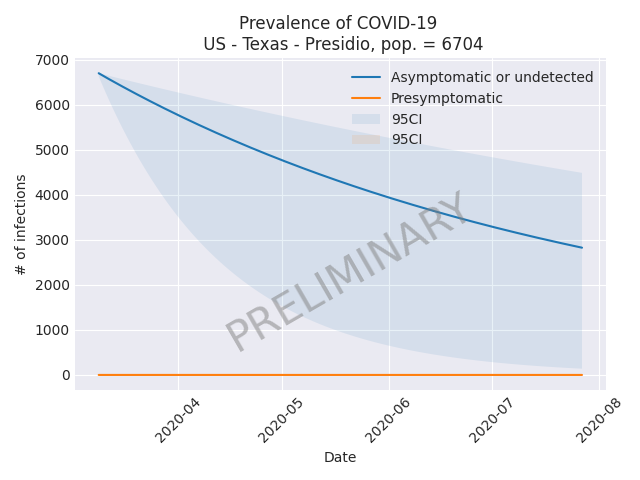 Prevalence of COVID-19
US - Texas - Presidio, pop. = 6704
Asymptomatic or undetected
Presymptomatic
95CI
95CI
7000
6000
5000
4000
3000
2000
1000
0
# of infections
PRELIMINARY
2020-04
2020-05
2020-06
2020-07
2020-08
Date